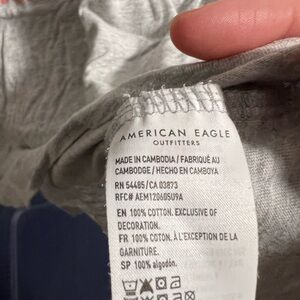 AMERICAN EAGLE
OUTFITTERS
MADE IN CAMBODIA / FABRIQUÉ AU
CAMBODGE / HECHO EN CAMBOYA
RN 54485 / CA 03873
RFC# AEM120605U9A
EN 100% COTTON. EXCLUSIVE OF
DECORATION.
FR 100% COTON. À L'EXCEPTION DE LA
GARNITURE.
SP 100% algodón.